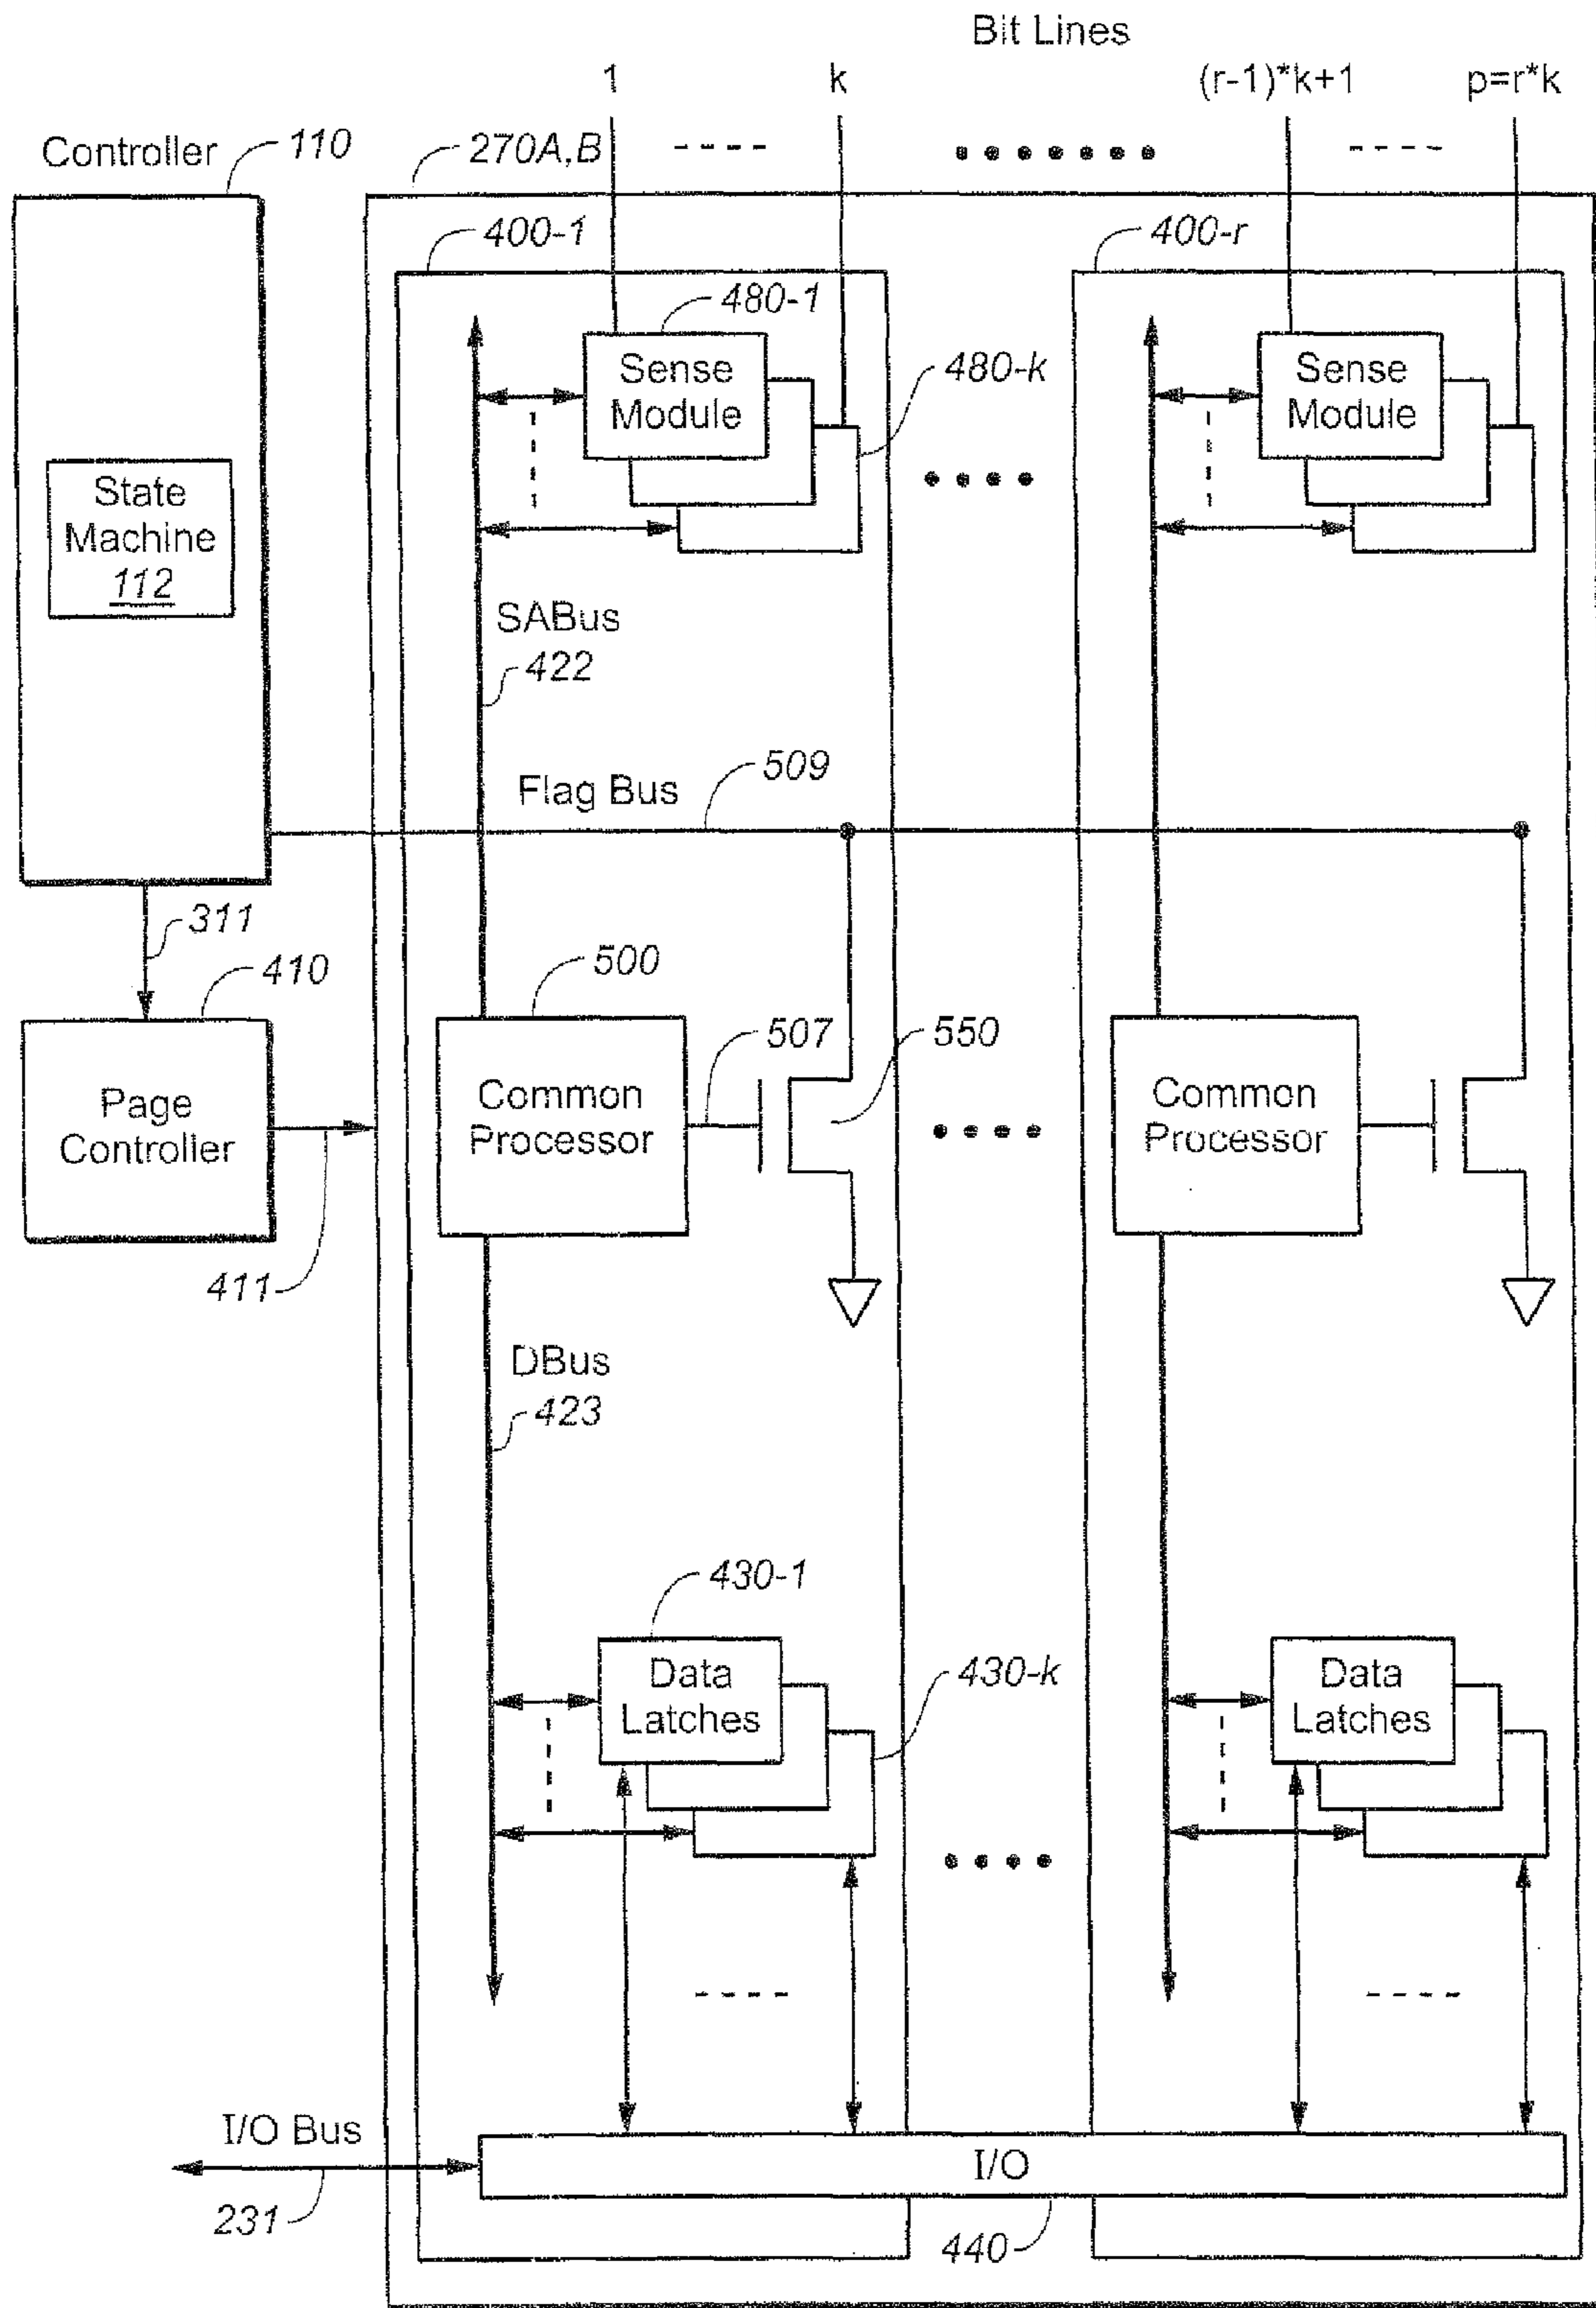 Bit Lines
1
k
(r-1)*k+1
p=r*k
Controller
110
270A,B
400-1
400-r
480-1
Sense
Module
480-k
Sense
Module
State
Machine
112
SABus
422
Flag Bus
509
311
410
500
507
550
Page
Controller
Common
Processor
Common
Processor
411
DBus
423
430-1
Data
Latches
430-k
Data
Latches
I/O Bus
I/O
231
440